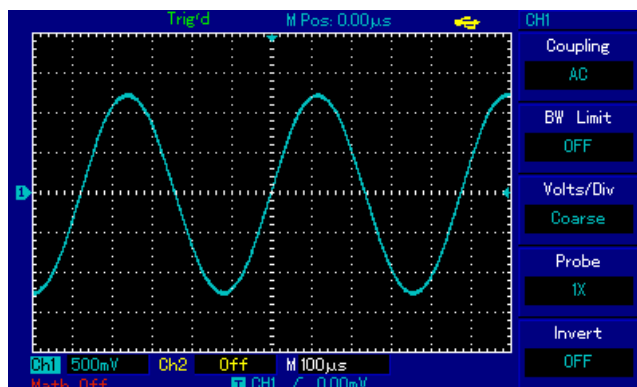 Trig'd M Pos: 0.00µs CH1
Coupling
AC
BW Limit
OFF
Volts/Div
Coarse
Probe
1X
Invert
OFF
1
Ch1 500mV Ch2 Off M 100µs
Math Off T CH1 0.00mV